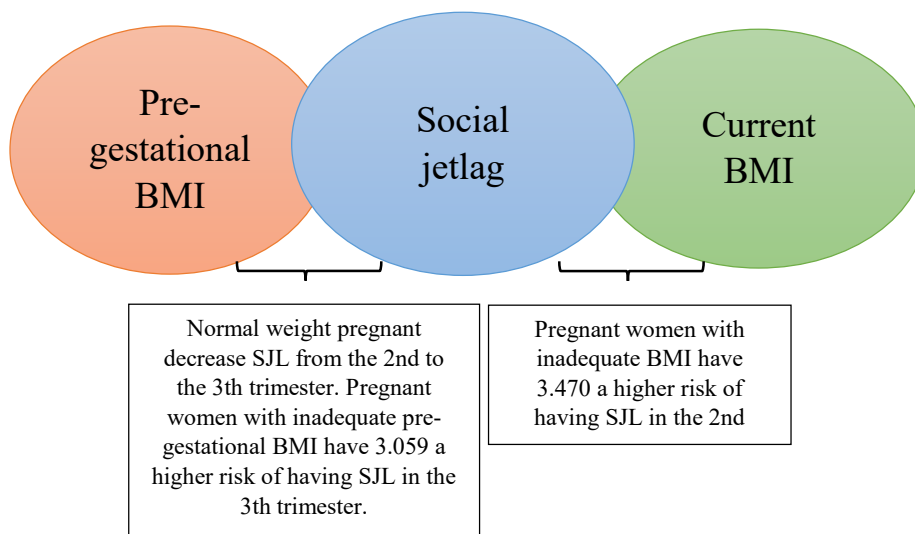 Pre-
gestational
BMI
Social
jetlag
Current
BMI
Normal weight pregnant
decrease SJL from the 2nd to
the 3th trimester. Pregnant
women with inadequate pre-
gestational BMI have 3.059 a
higher risk of having SJL in the
3th trimester.
Pregnant women with
inadequate BMI have
3.470 a higher risk of
having SJL in the 2nd